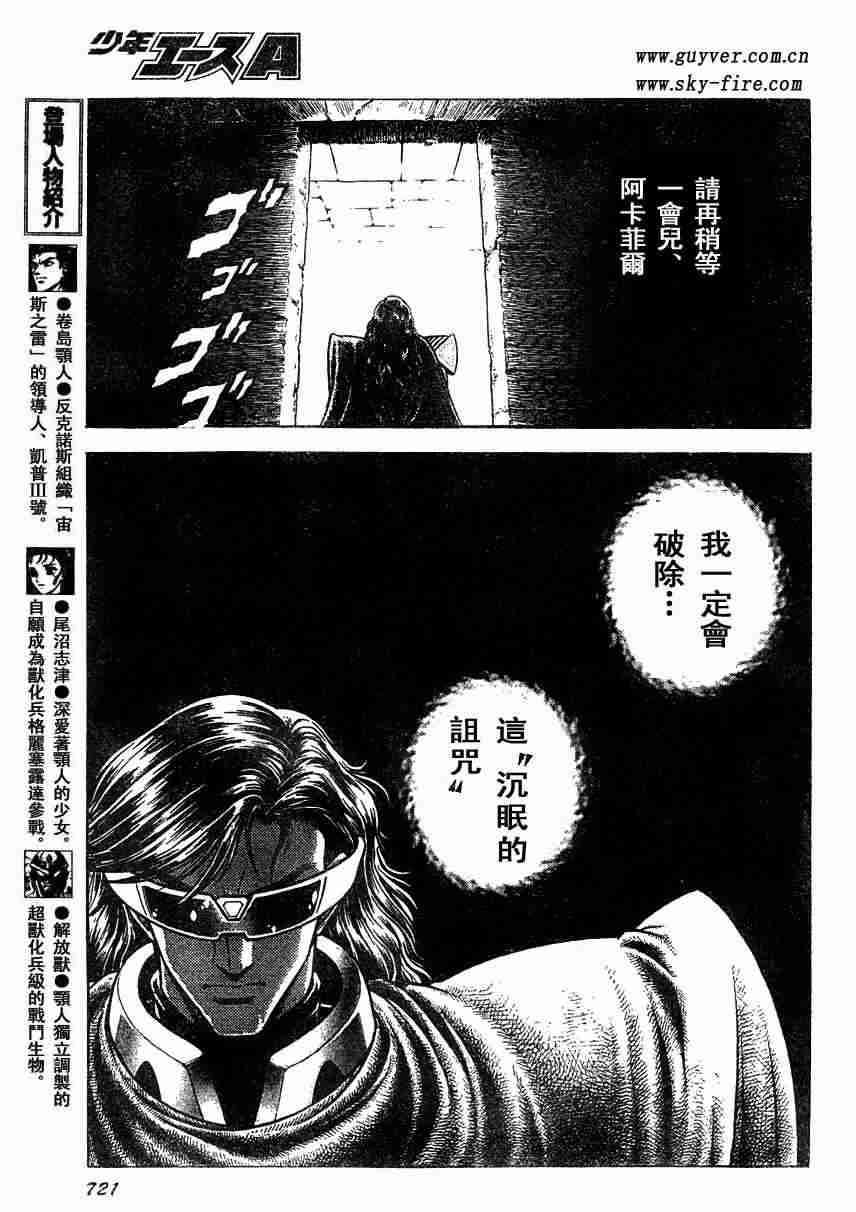 少年エースA
www.guyver.com.cn
www.sky-fire.com
請再稍等
一會兒、
阿卡菲爾
ゴゴゴゴ
我一定會
破除…
這〝沉眠的
詛咒〟
登場人物紹介
●卷島顎人●反克諾斯組織「宙
斯之雷」的領導人、凱普III號。
●尾沼志津●深愛著顎人的少女。
自願成為獸化兵格麗塞露達參戰。
●解放獸●顎人獨立調製的
超獸化兵級的戰鬥生物。
721